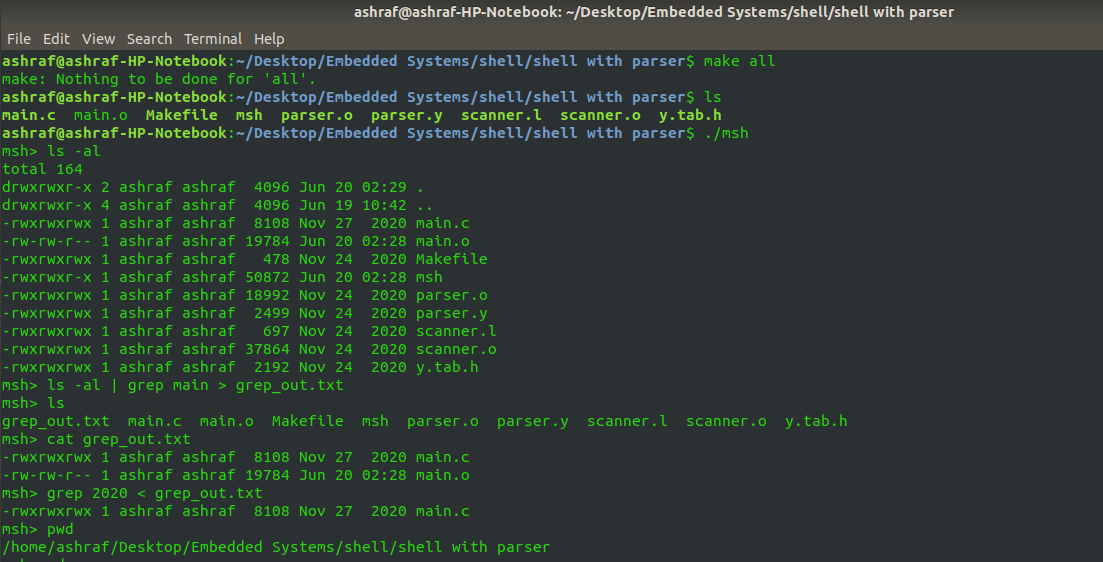 ashraf@ashraf-HP-Notebook: ~/Desktop/Embedded Systems/shell/shell with parser
File Edit View Search Terminal Help
ashraf@ashraf-HP-Notebook:~/Desktop/Embedded Systems/shell/shell with parser$ make all
make: Nothing to be done for 'all'.
ashraf@ashraf-HP-Notebook:~/Desktop/Embedded Systems/shell/shell with parser$ ls
main.c  main.o  Makefile  msh  parser.o  parser.y  scanner.l  scanner.o  y.tab.h
ashraf@ashraf-HP-Notebook:~/Desktop/Embedded Systems/shell/shell with parser$ ./msh
msh> ls -al
total 164
drwxrwxr-x 2 ashraf ashraf  4096 Jun 20 02:29 .
drwxrwxr-x 4 ashraf ashraf  4096 Jun 19 10:42 ..
-rwxrwxrwx 1 ashraf ashraf  8108 Nov 27  2020 main.c
-rw-rw-r-- 1 ashraf ashraf 19784 Jun 20 02:28 main.o
-rwxrwxrwx 1 ashraf ashraf   478 Nov 24  2020 Makefile
-rwxrwxr-x 1 ashraf ashraf 50872 Jun 20 02:28 msh
-rwxrwxrwx 1 ashraf ashraf 18992 Nov 24  2020 parser.o
-rwxrwxrwx 1 ashraf ashraf  2499 Nov 24  2020 parser.y
-rwxrwxrwx 1 ashraf ashraf   697 Nov 24  2020 scanner.l
-rwxrwxrwx 1 ashraf ashraf 37864 Nov 24  2020 scanner.o
-rwxrwxrwx 1 ashraf ashraf  2192 Nov 24  2020 y.tab.h
msh> ls -al | grep main > grep_out.txt
msh> ls
grep_out.txt  main.c  main.o  Makefile  msh  parser.o  parser.y  scanner.l  scanner.o  y.tab.h
msh> cat grep_out.txt
-rwxrwxrwx 1 ashraf ashraf  8108 Nov 27  2020 main.c
-rw-rw-r-- 1 ashraf ashraf 19784 Jun 20 02:28 main.o
msh> grep 2020 < grep_out.txt
-rwxrwxrwx 1 ashraf ashraf  8108 Nov 27  2020 main.c
msh> pwd
/home/ashraf/Desktop/Embedded Systems/shell/shell with parser